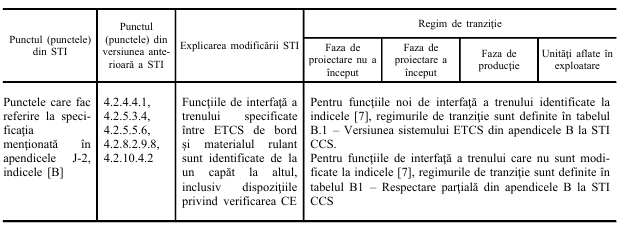 Punctul (punctele) din STI
Punctul (punctele) din versiunea ante-
rioară a STI
Explicarea modificării STI
Regim de tranziție
Faza de proiectare nu a început
Faza de proiectare a început
Faza de producție
Unități aflate în exploatare
Punctele care fac
referire la speci-
ficația
menționată în
apendicele J-2,
indicele [B]
4.2.4.4.1,
4.2.5.3.4,
4.2.5.5.6,
4.2.8.2.9.8,
4.2.10.4.2
Funcțiile de interfață a
trenului specificate
între ETCS de bord
și materialul rulant
sunt identificate de la
un capăt la altul,
inclusiv dispozițiile
privind verificarea CE
Pentru funcțiile noi de interfață a trenului identificate la
indicele [7], regimurile de tranziție sunt definite în tabelul
B.1 – Versiunea sistemului ETCS din apendicele B la STI
CCS.
Pentru funcțiile de interfață a trenului care nu sunt modi-
ficate la indicele [7], regimurile de tranziție sunt definite în
tabelul B1 – Respectare parțială din apendicele B la STI
CCS